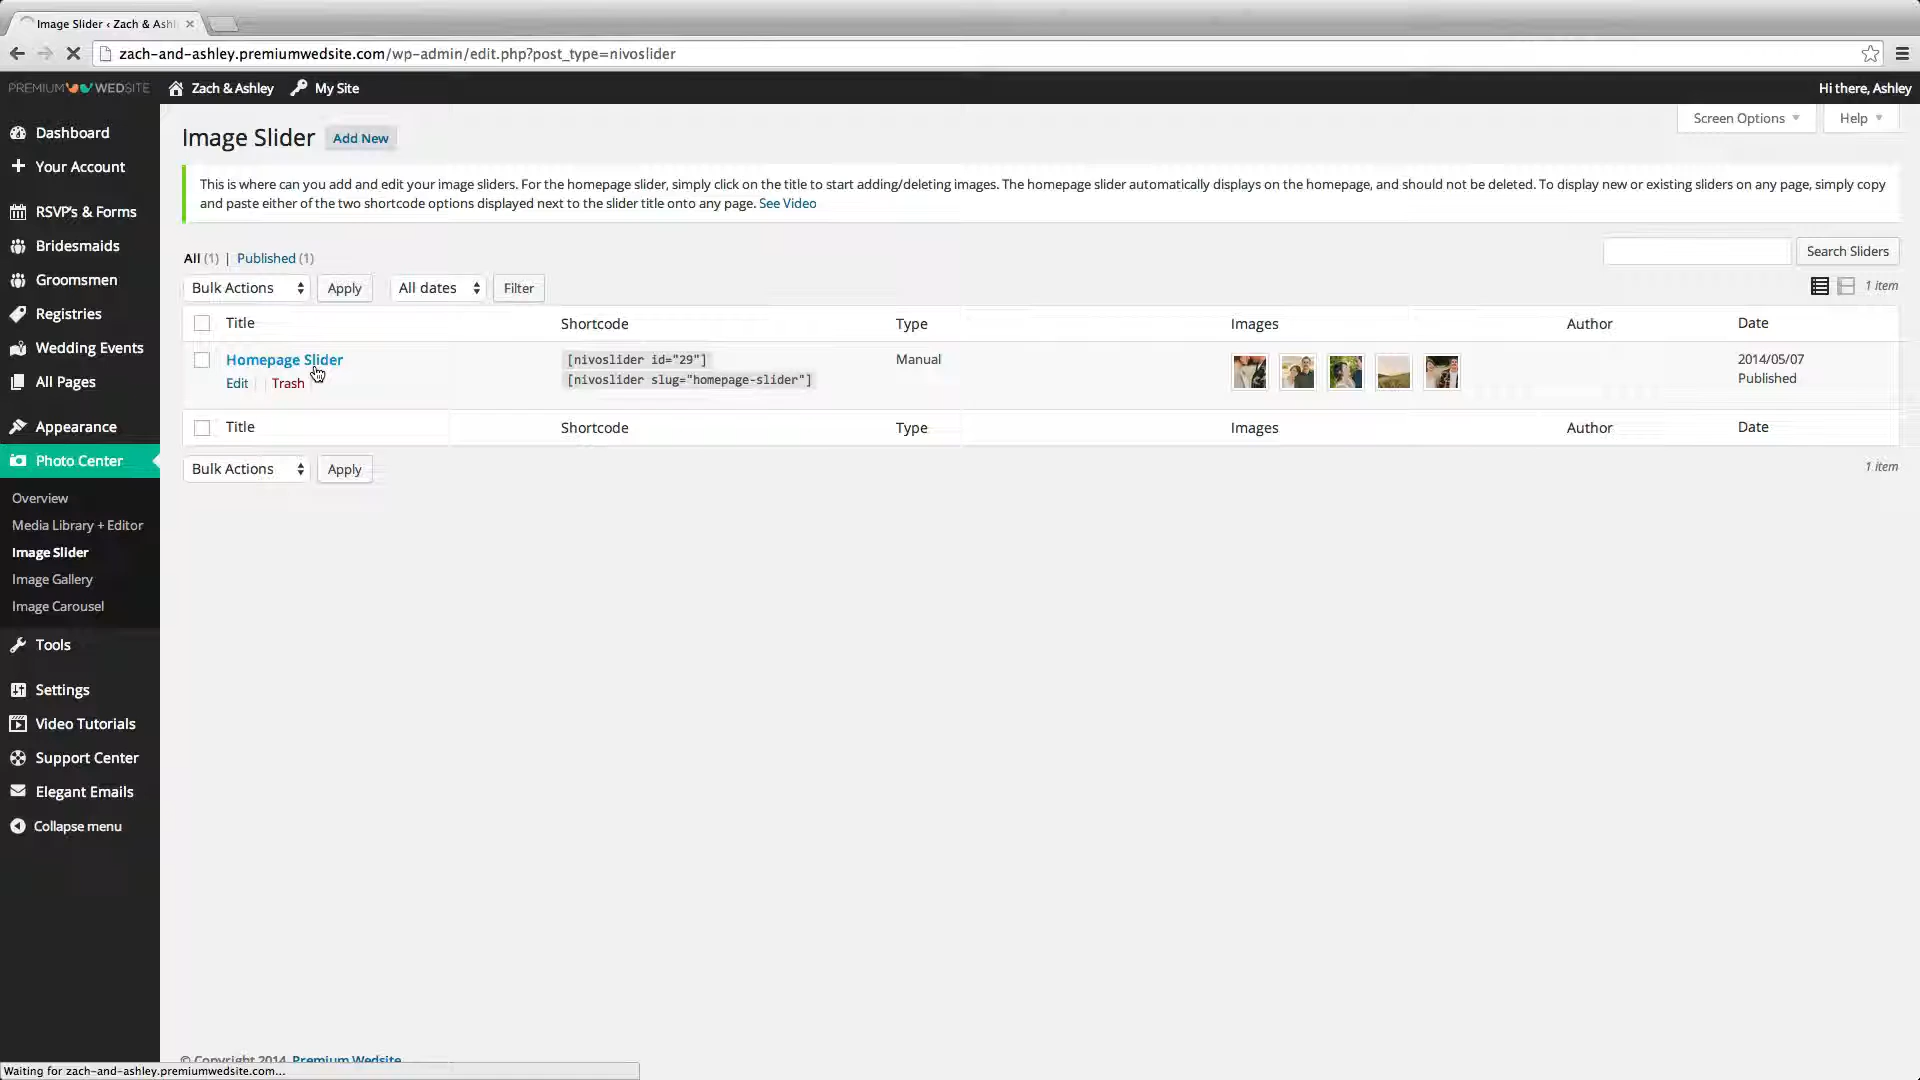 Image Slider ‹ Zach & Ashl
zach-and-ashley.premiumwedsite.com/wp-admin/edit.php?post_type=nivoslider
PREMIUM WEDSITE
Zach & Ashley
My Site
Hi there, Ashley
Dashboard
Your Account
RSVP's & Forms
Bridesmaids
Groomsmen
Registries
Wedding Events
All Pages
Appearance
Photo Center
Overview
Media Library + Editor
Image Slider
Image Gallery
Image Carousel
Tools
Settings
Video Tutorials
Support Center
Elegant Emails
Collapse menu
Screen Options
Help
Image Slider
Add New
This is where can you add and edit your image sliders. For the homepage slider, simply click on the title to start adding/deleting images. The homepage slider automatically displays on the homepage, and should not be deleted. To display new or existing sliders on any page, simply copy
and paste either of the two shortcode options displayed next to the slider title onto any page. See Video
All (1) | Published (1)
Search Sliders
Bulk Actions
Apply
All dates
Filter
1 item
Title
Shortcode
Type
Images
Author
Date
Homepage Slider
Edit | Trash
[nivoslider id="29"]
[nivoslider slug="homepage-slider"]
Manual
2014/05/07
Published
Title
Shortcode
Type
Images
Author
Date
Bulk Actions
Apply
1 item
© Copyright 2014 Premium Wedsite
Waiting for zach-and-ashley.premiumwedsite.com...